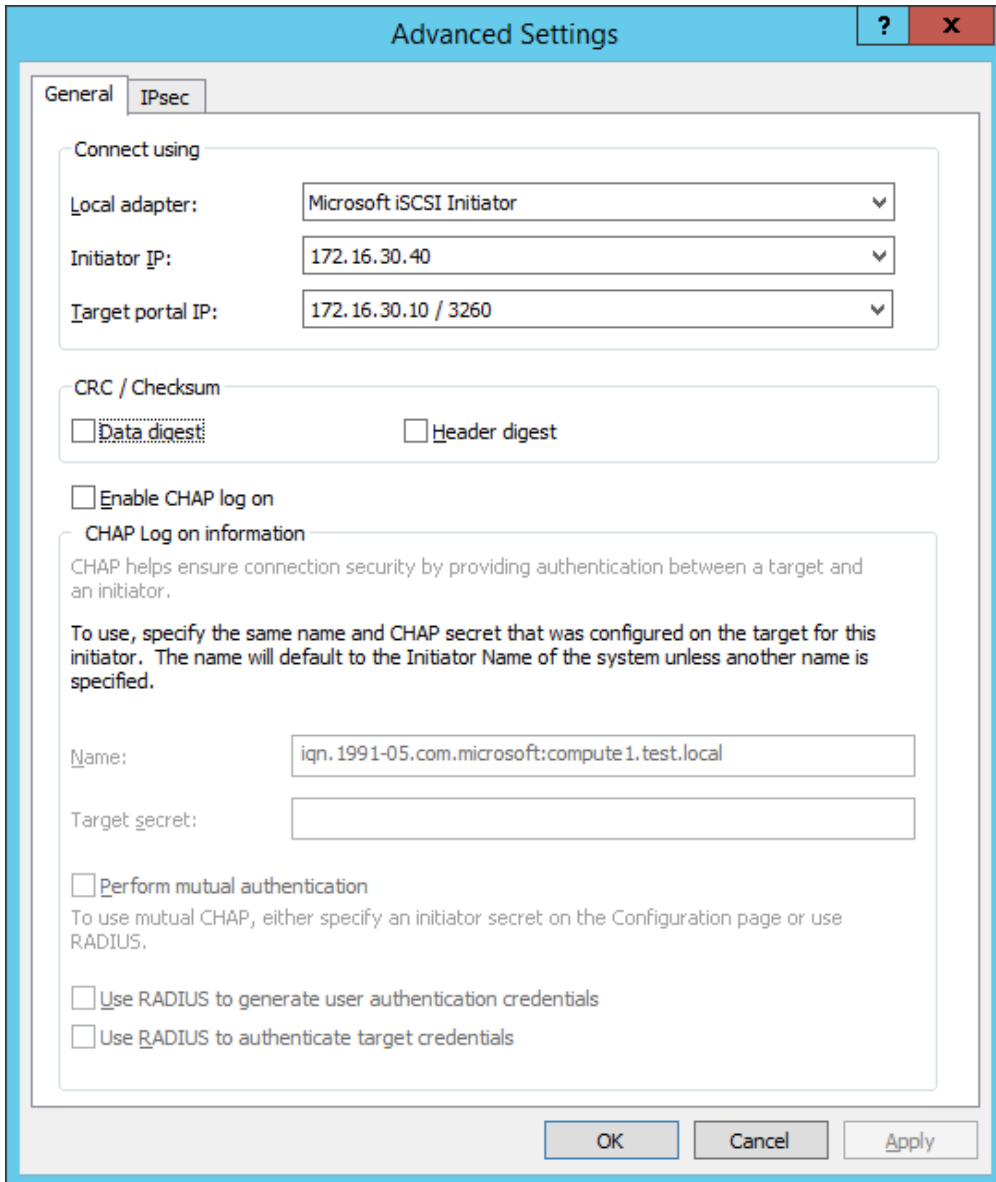 Advanced Settings
?
x
General
IPsec
Connect using
Local adapter:
Microsoft iSCSI Initiator
Initiator IP:
172.16.30.40
Target portal IP:
172.16.30.10 / 3260
CRC / Checksum
Data digest
Header digest
Enable CHAP log on
CHAP Log on information
CHAP helps ensure connection security by providing authentication between a target and
an initiator.
To use, specify the same name and CHAP secret that was configured on the target for this
initiator. The name will default to the Initiator Name of the system unless another name is
specified.
Name:
iqn.1991-05.com.microsoft:compute1.test.local
Target secret:
Perform mutual authentication
To use mutual CHAP, either specify an initiator secret on the Configuration page or use
RADIUS.
Use RADIUS to generate user authentication credentials
Use RADIUS to authenticate target credentials
OK
Cancel
Apply